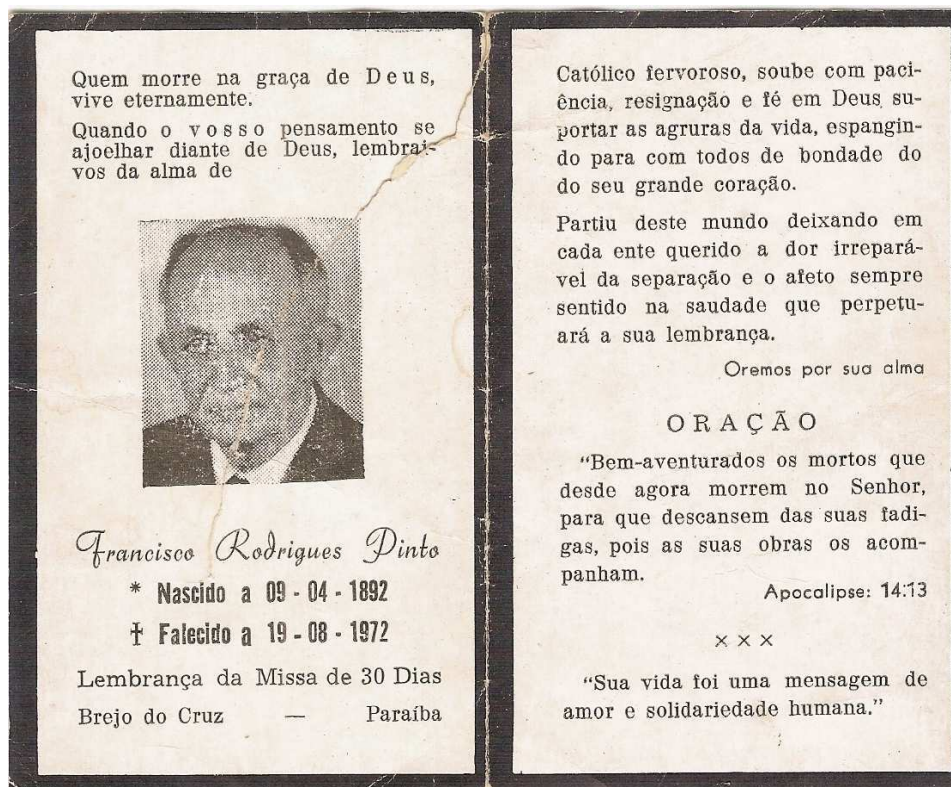 Quem morre na graça de Deus,
vive eternamente.
Quando o vosso pensamento se
ajoelhar diante de Deus, lembrai-
vos da alma de
Francisco Rodrigues Pinto
* Nascido a 09 - 04 - 1892
† Falecido a 19 - 08 - 1972
Lembrança da Missa de 30 Dias
Brejo do Cruz — Paraíba
Católico fervoroso, soube com paci-
ência, resignação e fé em Deus su-
portar as agruras da vida, espangin-
do para com todos de bondade do
do seu grande coração.
Partiu deste mundo deixando em
cada ente querido a dor irrepará-
vel da separação e o afeto sempre
sentido na saudade que perpetu-
ará a sua lembrança.
Oremos por sua alma
ORAÇÃO
“Bem-aventurados os mortos que
desde agora morrem no Senhor,
para que descansem das suas fadi-
gas, pois as suas obras os acom-
panham.
Apocalipse: 14:13
× × ×
“Sua vida foi uma mensagem de
amor e solidariedade humana.”